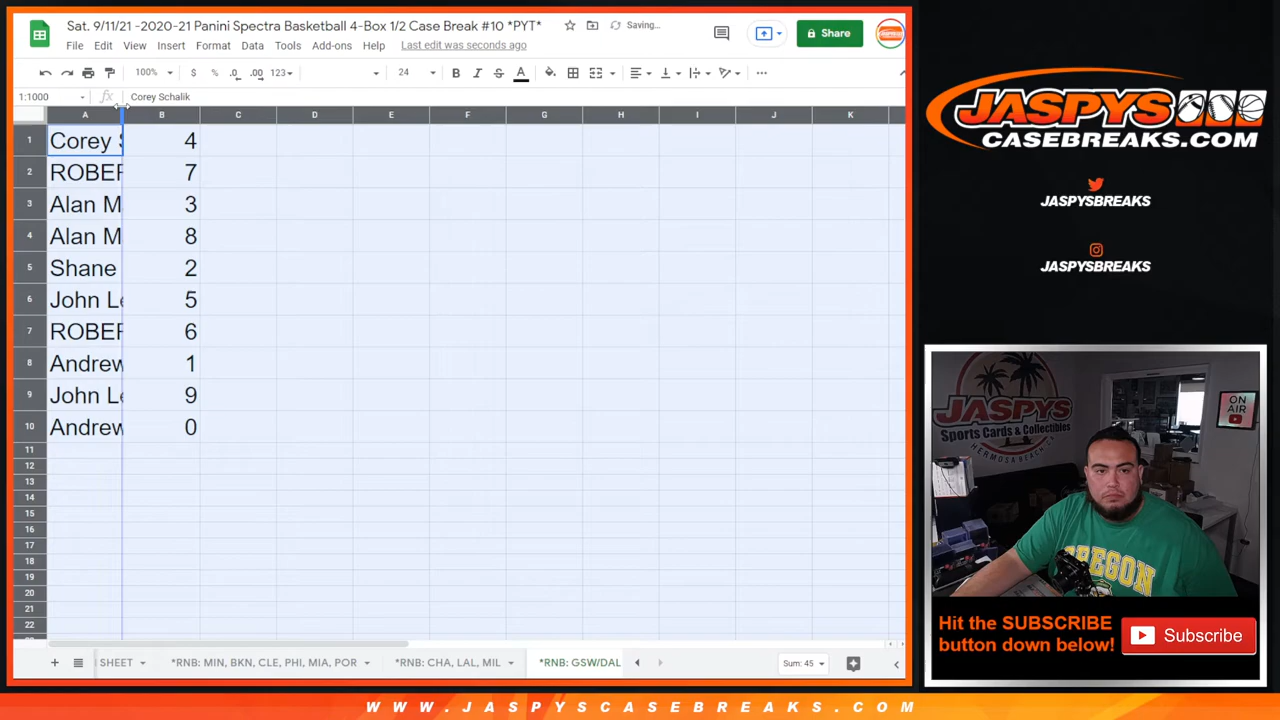 Sat. 9/11/21 -2020-21 Panini Spectra Basketball 4-Box 1/2 Case Break #10 *PYT*
Saving...
File Edit View Insert Format Data Tools Add-ons Help Last edit was seconds ago
Share
100% $ % .0 .00 123 24 B I S A
1:1000 fx Corey Schalik
A B C D E F G H I J K
1 Corey S 4
2 ROBER 7
3 Alan M 3
4 Alan M 8
5 Shane 2
6 John Le 5
7 ROBER 6
8 Andrew 1
9 John Le 9
10 Andrew 0
11
12
13
14
15
16
17
18
19
20
21
22
SHEET *RNB: MIN, BKN, CLE, PHI, MIA, POR *RNB: CHA, LAL, MIL *RNB: GSW/DAL Sum: 45
JASPYS
CASEBREAKS.COM
JASPYSBREAKS
JASPYSBREAKS
JASPYS
Sports Cards & Collectibles
HERMOSA BEACH, CA
ON
AIR
OREGON
Hit the SUBSCRIBE
button down below!
Subscribe
WWW.JASPYSCASEBREAKS.COM